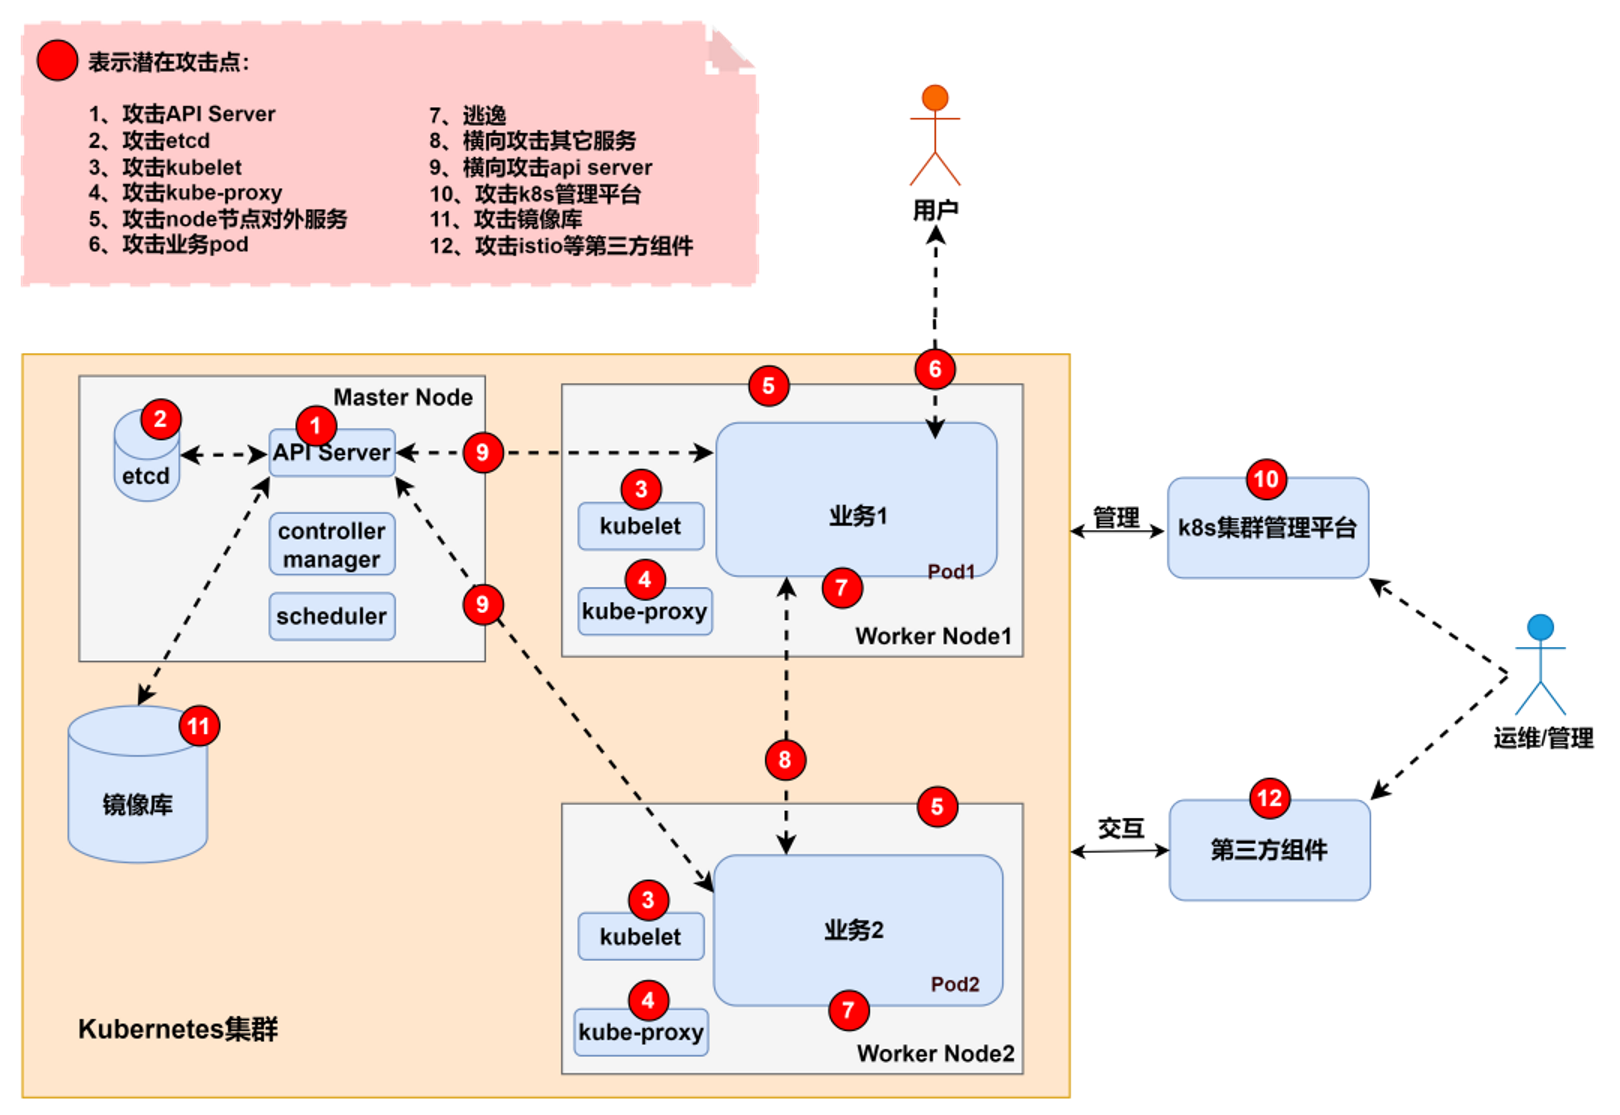 表示潜在攻击点：
1、攻击API Server
2、攻击etcd
3、攻击kubelet
4、攻击kube-proxy
5、攻击node节点对外服务
6、攻击业务pod
7、逃逸
8、横向攻击其它服务
9、横向攻击api server
10、攻击k8s管理平台
11、攻击镜像库
12、攻击istio等第三方组件
用户
6
Master Node
2
etcd
1
API Server
controller
manager
scheduler
9
9
11
镜像库
Kubernetes集群
5
3
kubelet
4
kube-proxy
业务1
Pod1
7
Worker Node1
8
5
3
kubelet
4
kube-proxy
业务2
Pod2
7
Worker Node2
管理
10
k8s集群管理平台
运维/管理
交互
12
第三方组件